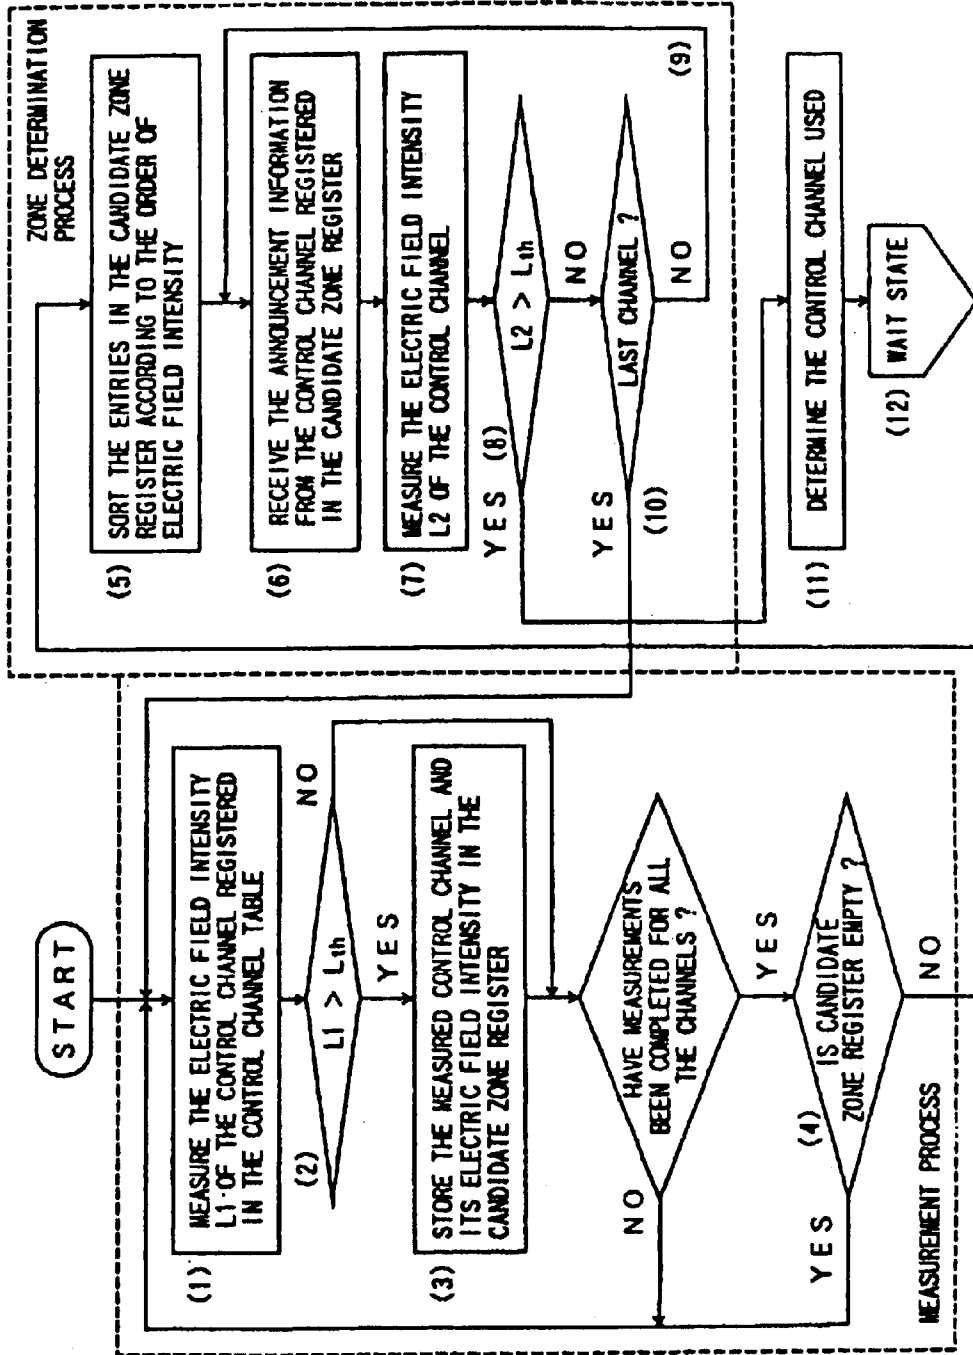 START
(1)
MEASURE THE ELECTRIC FIELD INTENSITY
L1 OF THE CONTROL CHANNEL REGISTERED
IN THE CONTROL CHANNEL TABLE
(2)
L1 > Lth
NO
YES
(3)
STORE THE MEASURED CONTROL CHANNEL AND
ITS ELECTRIC FIELD INTENSITY IN THE
CANDIDATE ZONE REGISTER
HAVE MEASUREMENTS
BEEN COMPLETED FOR ALL
THE CHANNELS ?
NO
YES
(4)
IS CANDIDATE
ZONE REGISTER EMPTY ?
YES
NO
MEASUREMENT PROCESS
ZONE DETERMINATION
PROCESS
(5)
SORT THE ENTRIES IN THE CANDIDATE ZONE
REGISTER ACCORDING TO THE ORDER OF
ELECTRIC FIELD INTENSITY
(6)
RECEIVE THE ANNOUNCEMENT INFORMATION
FROM THE CONTROL CHANNEL REGISTERED
IN THE CANDIDATE ZONE REGISTER
(7)
MEASURE THE ELECTRIC FIELD INTENSITY
L2 OF THE CONTROL CHANNEL
YES (8)
L2 > Lth
NO
YES
LAST CHANNEL ?
(10)
NO
(9)
(11)
DETERMINE THE CONTROL CHANNEL USED
(12)
WAIT STATE